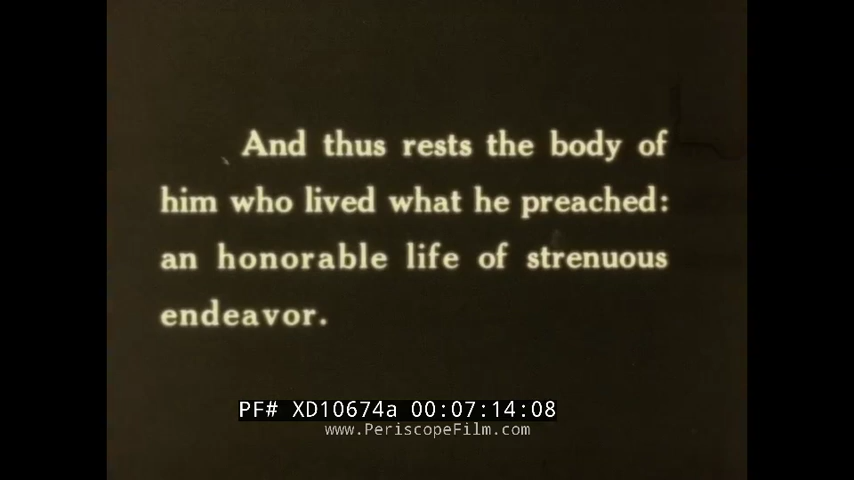 And thus rests the body of
him who lived what he preached:
an honorable life of strenuous
endeavor.
PF# XD10674a 00:07:14:08
www.PeriscopeFilm.com